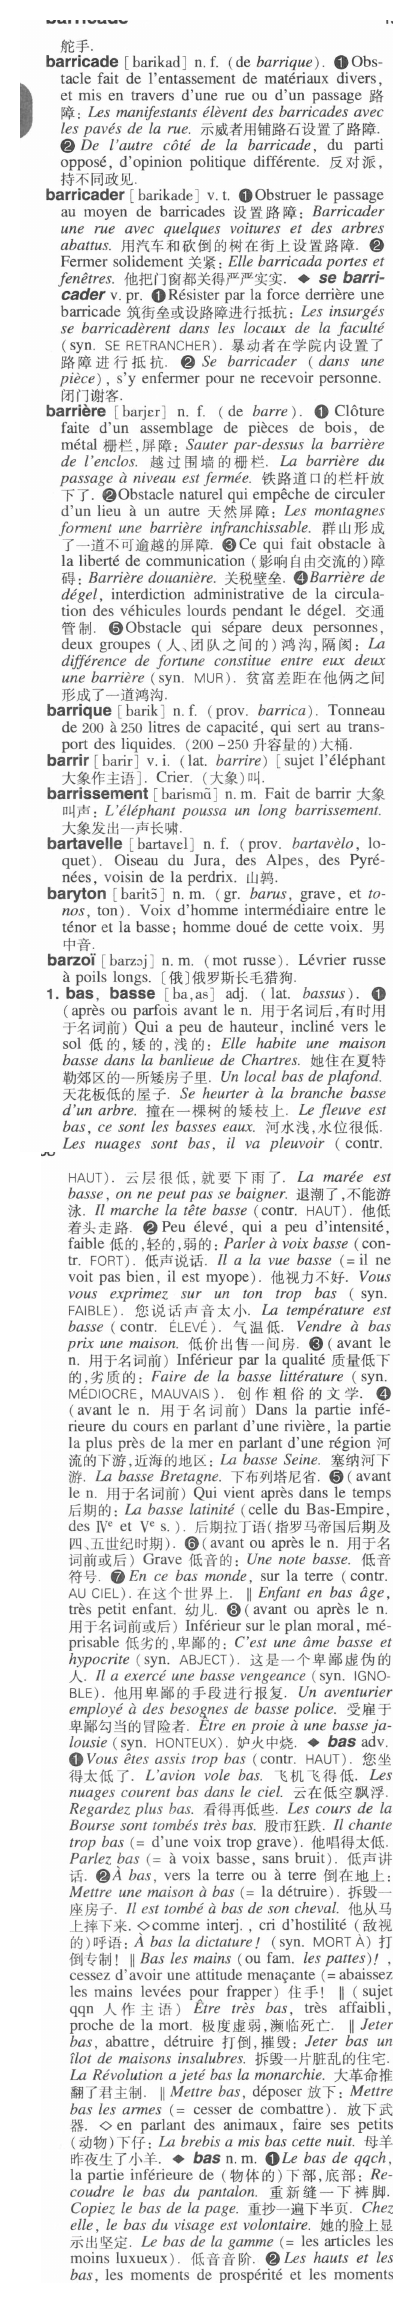 barricade
舵手.
barricade [barikad] n. f. (de barrique). ❶Obs-
tacle fait de l'entassement de matériaux divers,
et mis en travers d'une rue ou d'un passage 路
障: Les manifestants élèvent des barricades avec
les pavés de la rue. 示威者用铺路石设置了路障.
❷ De l'autre côté de la barricade, du parti
opposé, d'opinion politique différente. 反对派,
持不同政见.
barricader [barikade] v. t. ❶Obstruer le passage
au moyen de barricades 设置路障: Barricader
une rue avec quelques voitures et des arbres
abattus. 用汽车和砍倒的树在街上设置路障. ❷
Fermer solidement 关紧: Elle barricada portes et
fenêtres. 他把门窗都关得严严实实. ◆ se barri-
cader v. pr. ❶Résister par la force derrière une
barricade 筑街垒或设路障进行抵抗: Les insurgés
se barricadèrent dans les locaux de la faculté
(syn. SE RETRANCHER). 暴动者在学院内设置了
路障进行抵抗. ❷ Se barricader (dans une
pièce), s'y enfermer pour ne recevoir personne.
闭门谢客.
barrière [barjɛr] n. f. (de barre). ❶ Clôture
faite d'un assemblage de pièces de bois, de
métal 栅栏,屏障: Sauter par-dessus la barrière
de l'enclos. 越过围墙的栅栏. La barrière du
passage à niveau est fermée. 铁路道口的栏杆放
下了. ❷Obstacle naturel qui empêche de circuler
d'un lieu à un autre 天然屏障: Les montagnes
forment une barrière infranchissable. 群山形成
了一道不可逾越的屏障. ❸Ce qui fait obstacle à
la liberté de communication (影响自由交流的)障
碍: Barrière douanière. 关税壁垒. ❹Barrière de
dégel, interdiction administrative de la circula-
tion des véhicules lourds pendant le dégel. 交通
管制. ❺Obstacle qui sépare deux personnes,
deux groupes (人、团队之间的) 鸿沟,隔阂: La
différence de fortune constitue entre eux deux
une barrière (syn. MUR). 贫富差距在他俩之间
形成了一道鸿沟.
barrique [barik] n. f. (prov. barrica). Tonneau
de 200 à 250 litres de capacité, qui sert au trans-
port des liquides. (200－250 升容量的)大桶.
barrir [barir] v. i. (lat. barrire) [sujet l'éléphant
大象作主语]. Crier. (大象)叫.
barrissement [barismɑ̃] n. m. Fait de barrir 大象
叫声: L'éléphant poussa un long barrissement.
大象发出一声长啸.
bartavelle [bartavɛl] n. f. (prov. bartavèlo, lo-
quet). Oiseau du Jura, des Alpes, des Pyré-
nées, voisin de la perdrix. 山鹑.
baryton [baritɔ̃] n. m. (gr. barus, grave, et to-
nos, ton). Voix d'homme intermédiaire entre le
ténor et la basse; homme doué de cette voix. 男
中音.
barzoï [barzɔj] n. m. (mot russe). Lévrier russe
à poils longs. [俄]俄罗斯长毛猎狗.
1. bas, basse [ba,as] adj. (lat. bassus). ❶
(après ou parfois avant le n. 用于名词后,有时用
于名词前) Qui a peu de hauteur, incliné vers le
sol 低的,矮的,浅的: Elle habite une maison
basse dans la banlieue de Chartres. 她住在夏特
勒郊区的一所矮房子里. Un local bas de plafond.
天花板低的屋子. Se heurter à la branche basse
d'un arbre. 撞在一棵树的矮枝上. Le fleuve est
bas, ce sont les basses eaux. 河水浅,水位很低.
Les nuages sont bas, il va pleuvoir (contr.
HAUT). 云层很低,就要下雨了. La marée est
basse, on ne peut pas se baigner. 退潮了,不能游
泳. Il marche la tête basse (contr. HAUT). 他低
着头走路. ❷ Peu élevé, qui a peu d'intensité,
faible 低的,轻的,弱的: Parler à voix basse (con-
tr. FORT). 低声说话. Il a la vue basse (= il ne
voit pas bien, il est myope). 他视力不好. Vous
vous exprimez sur un ton trop bas (syn.
FAIBLE). 您说话声音太小. La température est
basse (contr. ÉLEVÉ). 气温低. Vendre à bas
prix une maison. 低价出售一间房. ❸(avant le
n. 用于名词前) Inférieur par la qualité 质量低下
的,劣质的: Faire de la basse littérature (syn.
MÉDIOCRE, MAUVAIS). 创作粗俗的文学. ❹
(avant le n. 用于名词前) Dans la partie infé-
rieure du cours en parlant d'une rivière, la partie
la plus près de la mer en parlant d'une région 河
流的下游,近海的地区: La basse Seine. 塞纳河下
游. La basse Bretagne. 下布列塔尼省. ❺(avant
le n. 用于名词前) Qui vient après dans le temps
后期的: La basse latinité (celle du Bas-Empire,
des IVe et Ve s.). 后期拉丁语(指罗马帝国后期及
四、五世纪时期). ❻(avant ou après le n. 用于名
词前或后) Grave 低音的: Une note basse. 低音
符号. ❼En ce bas monde, sur la terre (contr.
AU CIEL). 在这个世界上. ‖ Enfant en bas âge,
très petit enfant. 幼儿. ❽(avant ou après le n.
用于名词前或后) Inférieur sur le plan moral, mé-
prisable 低劣的,卑鄙的: C'est une âme basse et
hypocrite (syn. ABJECT). 这是一个卑鄙虚伪的
人. Il a exercé une basse vengeance (syn. IGNO-
BLE). 他用卑鄙的手段进行报复. Un aventurier
employé à des besognes de basse police. 受雇于
卑鄙勾当的冒险者. Être en proie à une basse ja-
lousie (syn. HONTEUX). 妒火中烧. ◆ bas adv.
❶Vous êtes assis trop bas (contr. HAUT). 您坐
得太低了. L'avion vole bas. 飞机飞得低. Les
nuages courent bas dans le ciel. 云在低空飘浮.
Regardez plus bas. 看得再低些. Les cours de la
Bourse sont tombés très bas. 股市狂跌. Il chante
trop bas (= d'une voix trop grave). 他唱得太低.
Parlez bas (= à voix basse, sans bruit). 低声讲
话. ❷À bas, vers la terre ou à terre 倒在地上:
Mettre une maison à bas (= la détruire). 拆毁一
座房子. Il est tombé à bas de son cheval. 他从马
上摔下来. ◇comme interj., cri d'hostilité (敌视
的)呼语: À bas la dictature! (syn. MORT À) 打
倒专制! ‖ Bas les mains (ou fam. les pattes)!,
cessez d'avoir une attitude menaçante (= abaissez
les mains levées pour frapper) 住手! ‖ (sujet
qqn 人作主语) Être très bas, très affaibli,
proche de la mort. 极度虚弱,濒临死亡. ‖ Jeter
bas, abattre, détruire 打倒,摧毁: Jeter bas un
îlot de maisons insalubres. 拆毁一片脏乱的住宅.
La Révolution a jeté bas la monarchie. 大革命推
翻了君主制. ‖ Mettre bas, déposer 放下: Mettre
bas les armes (= cesser de combattre). 放下武
器. ◇ en parlant des animaux, faire ses petits
(动物)下仔: La brebis a mis bas cette nuit. 母羊
昨夜生了小羊. ◆ bas n. m. ❶Le bas de qqch,
la partie inférieure de (物体的)下部,底部: Re-
coudre le bas du pantalon. 重新缝一下裤脚.
Copiez le bas de la page. 重抄一遍下半页. Chez
elle, le bas du visage est volontaire. 她的脸上显
示出坚定. Le bas de la gamme (= les articles les
moins luxueux). 低音音阶. ❷Les hauts et les
bas, les moments de prospérité et les moments